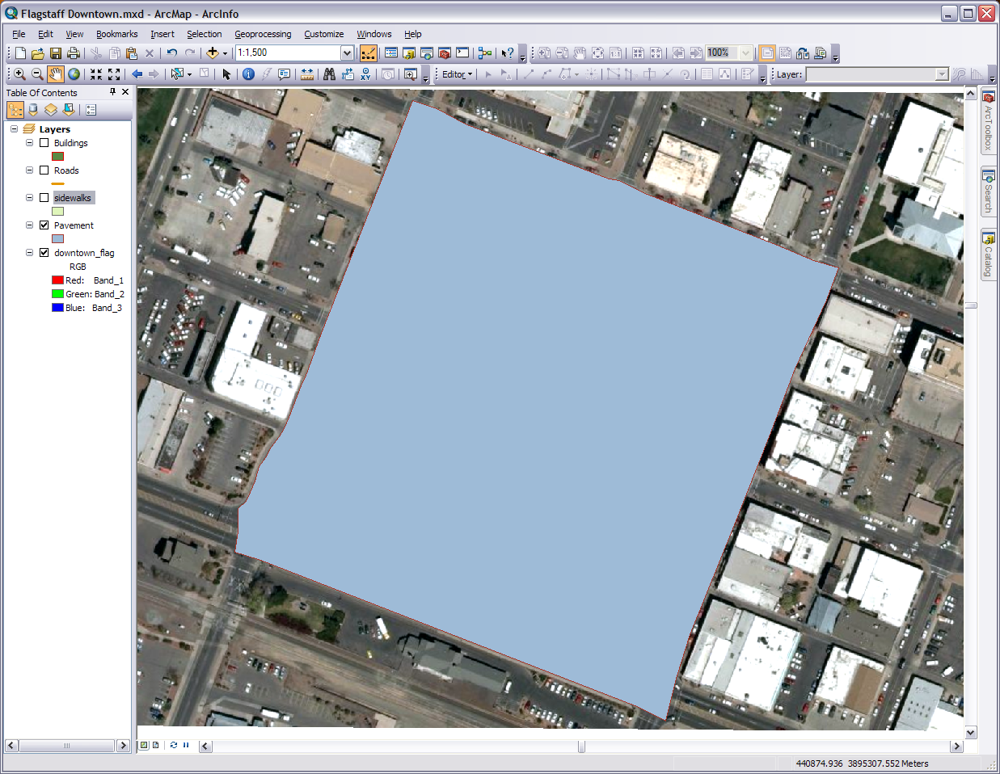 Flagstaff Downtown.mxd - ArcMap - ArcInfo
File Edit View Bookmarks Insert Selection Geoprocessing Customize Windows Help
1:1,500
100%
Editor
Layer:
Table Of Contents
Layers
Buildings
Roads
sidewalks
Pavement
downtown_flag
RGB
Red: Band_1
Green: Band_2
Blue: Band_3
ArcToolbox
Search
Catalog
440874.936 3895307.552 Meters